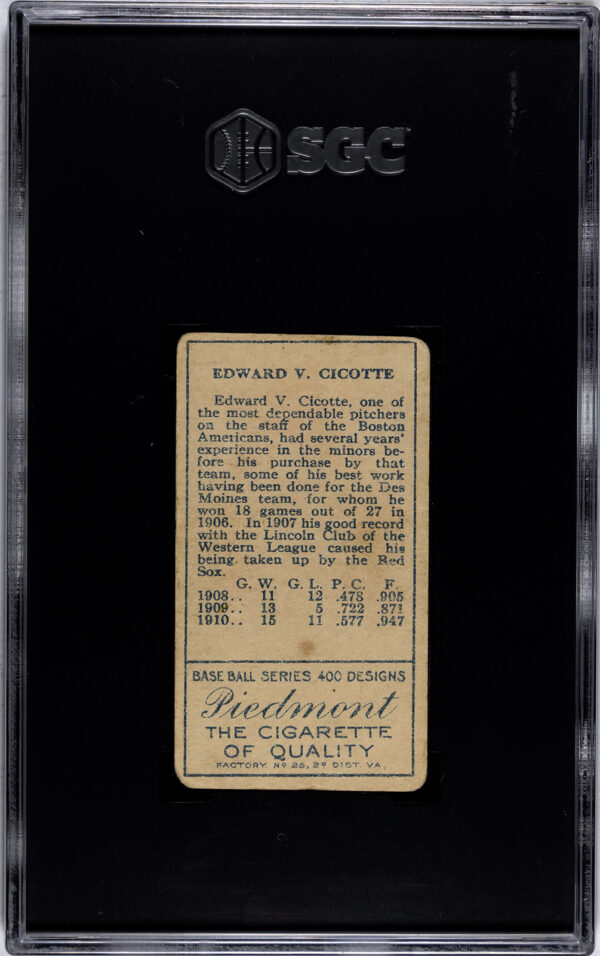 SGC
EDWARD V. CICOTTE
Edward V. Cicotte, one of
the most dependable pitchers
on the staff of the Boston
Americans, had several years'
experience in the minors be-
fore his purchase by that
team, some of his best work
having been done for the Des
Moines team, for whom he
won 18 games out of 27 in
1906. In 1907 his good record
with the Lincoln Club of the
Western League caused his
being taken up by the Red
Sox.
G. W. G. L. P. C. F.
1908.. 11 12 .478 .905
1909.. 13 5 .722 .871
1910.. 15 11 .577 .947
BASE BALL SERIES 400 DESIGNS
Piedmont
THE CIGARETTE
OF QUALITY
FACTORY Nº 25, 2ᵈ DIST. VA.